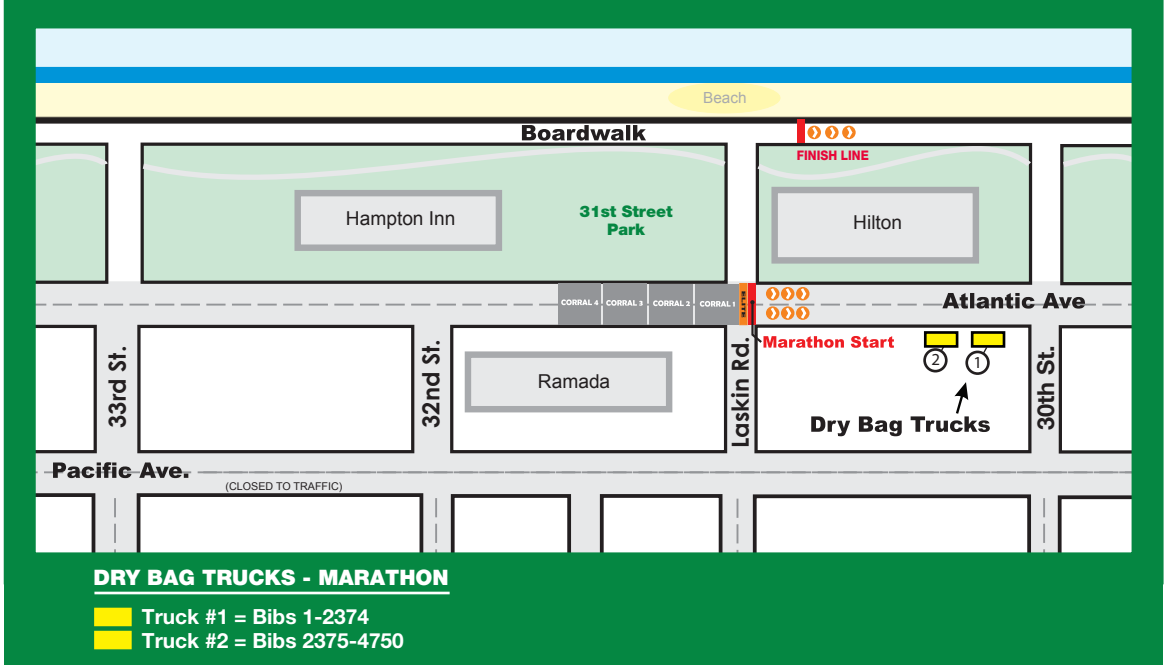 Beach
Boardwalk
FINISH LINE
Hampton Inn
31st Street
Park
Hilton
CORRAL 4
CORRAL 3
CORRAL 2
CORRAL 1
ELITE
Atlantic Ave
Marathon Start
33rd St.
32nd St.
Ramada
Laskin Rd.
2
1
30th St.
Dry Bag Trucks
Pacific Ave.
(CLOSED TO TRAFFIC)
DRY BAG TRUCKS - MARATHON
Truck #1 = Bibs 1-2374
Truck #2 = Bibs 2375-4750